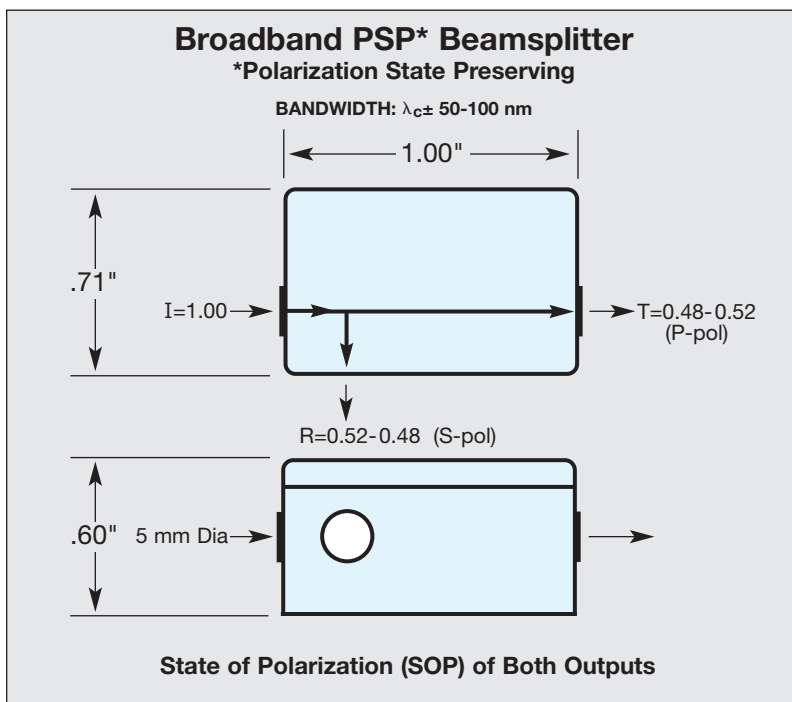 Broadband PSP* Beamsplitter
*Polarization State Preserving
BANDWIDTH: λc± 50-100 nm
1.00"
.71"
I=1.00
T=0.48-0.52
(P-pol)
R=0.52-0.48 (S-pol)
.60"
5 mm Dia
State of Polarization (SOP) of Both Outputs